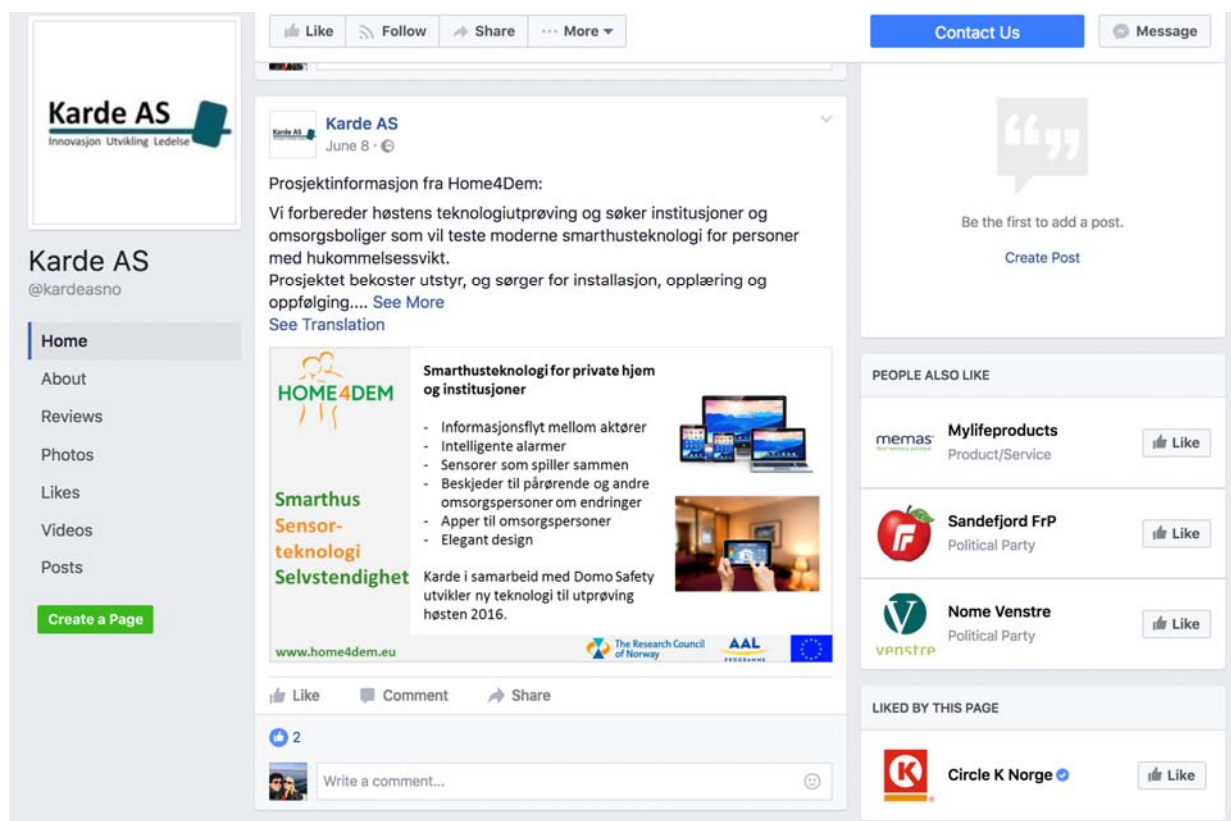 Karde AS
Innovasjon Utvikling Ledelse
Karde AS
@kardeasno
Home
About
Reviews
Photos
Likes
Videos
Posts
Create a Page
Like
Follow
Share
More
Contact Us
Message
Karde AS
June 8
Prosjektinformasjon fra Home4Dem:
Vi forbereder høstens teknologiutprøving og søker institusjoner og
omsorgsboliger som vil teste moderne smarthusteknologi for personer
med hukommelsessvikt.
Prosjektet bekoster utstyr, og sørger for installasjon, opplæring og
oppfølging.... See More
See Translation
HOME4DEM
Smarthus
Sensor-
teknologi
Selvstendighet
www.home4dem.eu
Smarthusteknologi for private hjem
og institusjoner
- Informasjonsflyt mellom aktører
- Intelligente alarmer
- Sensorer som spiller sammen
- Beskjeder til pårørende og andre
omsorgspersoner om endringer
- Apper til omsorgspersoner
- Elegant design
Karde i samarbeid med Domo Safety
utvikler ny teknologi til utprøving
høsten 2016.
The Research Council
of Norway
AAL
PROGRAMME
Like
Comment
Share
2
Write a comment...
Be the first to add a post.
Create Post
PEOPLE ALSO LIKE
memas
Mylifeproducts
Product/Service
Like
Sandefjord FrP
Political Party
Like
venstre
Nome Venstre
Political Party
Like
LIKED BY THIS PAGE
Circle K Norge
Like